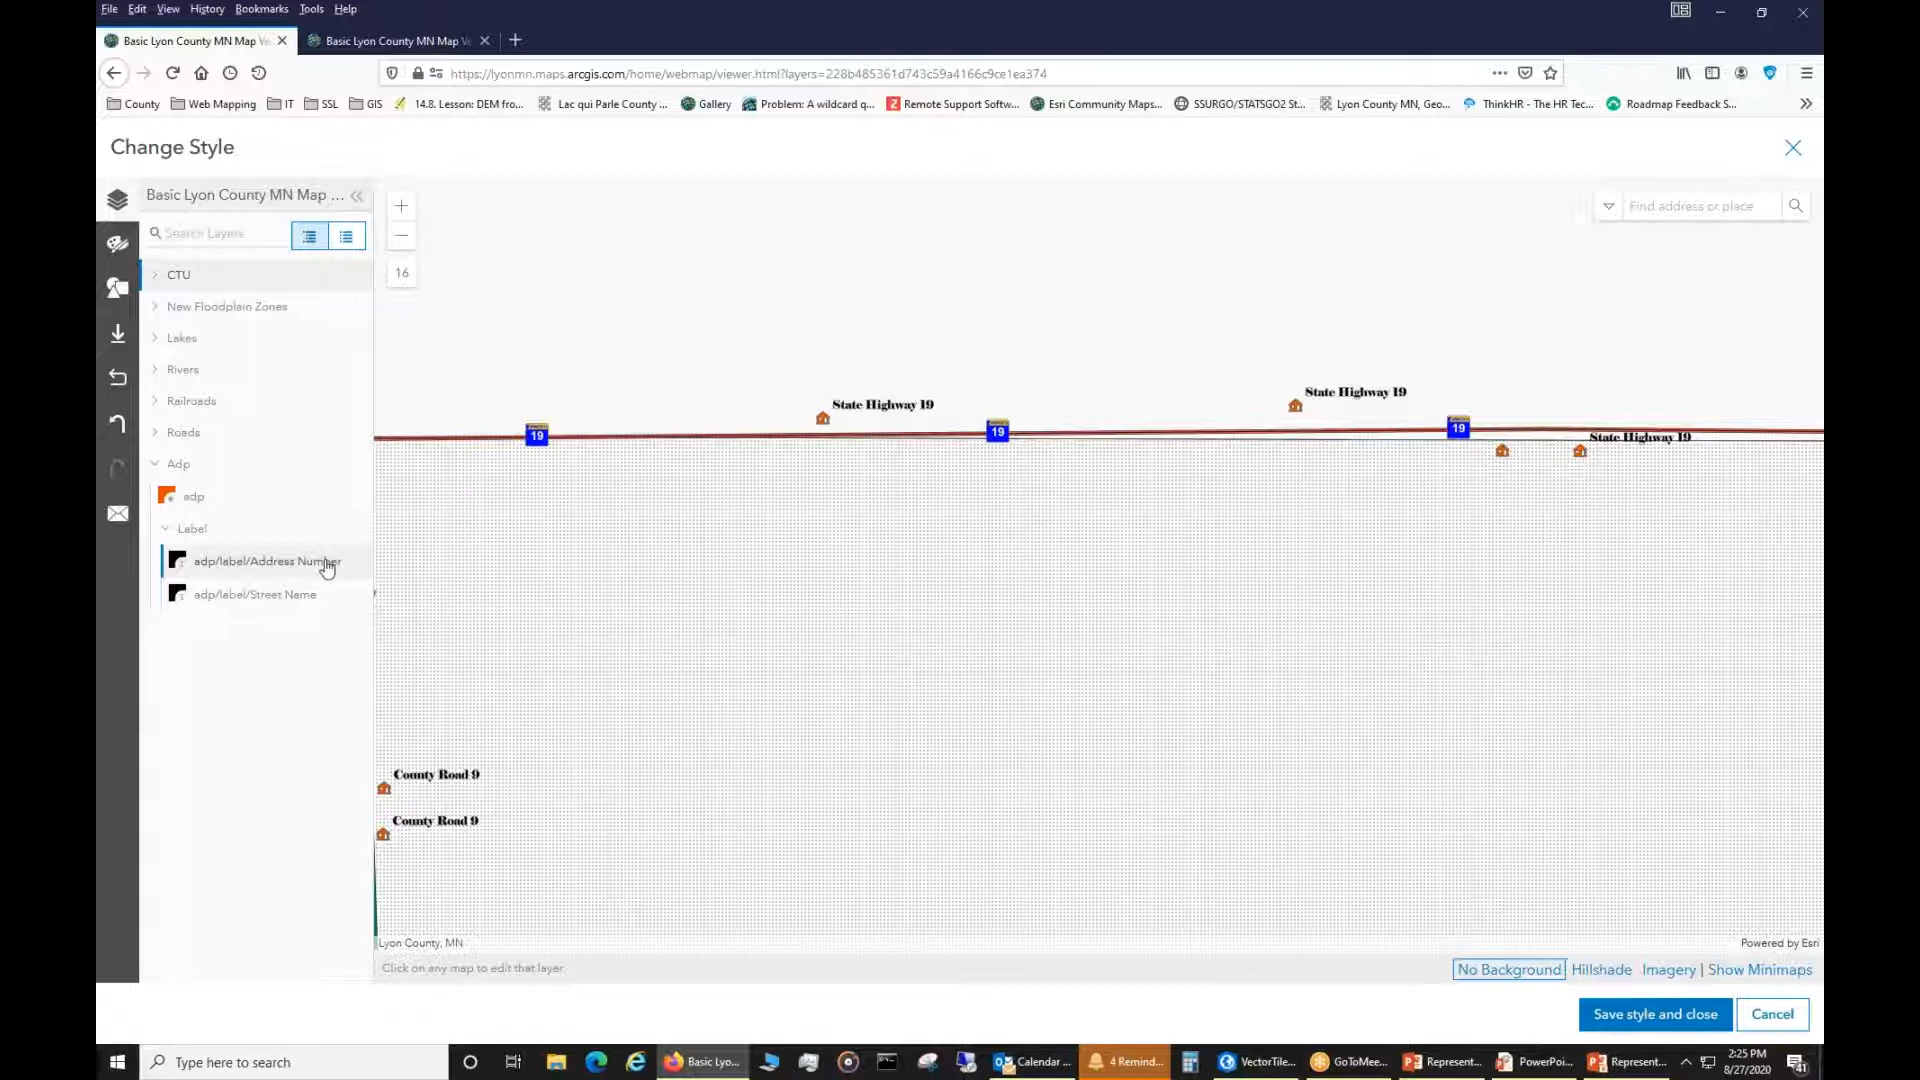 File Edit View History Bookmarks Tools Help
Basic Lyon County MN Map Ve
Basic Lyon County MN Map Ve
https://lyonmn.maps.arcgis.com/home/webmap/viewer.html?layers=228b485361d743c59a4166c9ce1ea374
County Web Mapping IT SSL GIS 14.8. Lesson: DEM fro... Lac qui Parle County ... Gallery Problem: A wildcard q... Remote Support Softw... Esri Community Maps... SSURGO/STATSGO2 St... Lyon County MN, Geo... ThinkHR - The HR Tec... Roadmap Feedback S...
Change Style
Basic Lyon County MN Map ...
Search Layers
Find address or place
CTU
16
New Floodplain Zones
Lakes
Rivers
Railroads
Roads
Adp
adp
Label
adp/label/Address Number
adp/label/Street Name
State Highway 19
State Highway 19
19
19
19
State Highway 19
County Road 9
County Road 9
Lyon County, MN
Powered by Esri
Click on any map to edit that layer
No Background Hillshade Imagery | Show Minimaps
Save style and close Cancel
Type here to search
Basic Lyo... Calendar ... 4 Remind... VectorTile... GoToMee... Represent... PowerPoi... Represent...
2:25 PM
8/27/2020
41